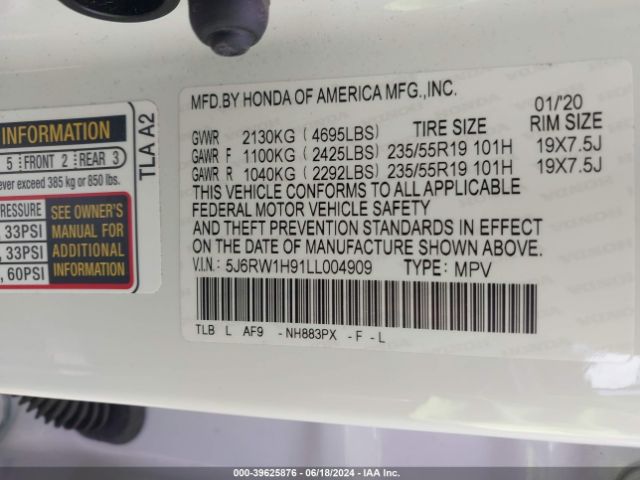 INFORMATION
5 FRONT 2 REAR 3
ever exceed 385 kg or 850 lbs.
PRESSURE
33PSI
33PSI
60PSI
SEE OWNER'S
MANUAL FOR
ADDITIONAL
INFORMATION
TLA A2
MFD.BY HONDA OF AMERICA MFG.,INC.
01/'20
GVWR 2130KG (4695LBS) TIRE SIZE RIM SIZE
GAWR F 1100KG (2425LBS) 235/55R19 101H 19X7.5J
GAWR R 1040KG (2292LBS) 235/55R19 101H 19X7.5J
THIS VEHICLE CONFORMS TO ALL APPLICABLE
FEDERAL MOTOR VEHICLE SAFETY
AND THEFT PREVENTION STANDARDS IN EFFECT
ON THE DATE OF MANUFACTURE SHOWN ABOVE.
V.I.N.: 5J6RW1H91LL004909 TYPE: MPV
TLB L AF9 -NH883PX -F-L
000-39625876 - 06/18/2024 - IAA Inc.